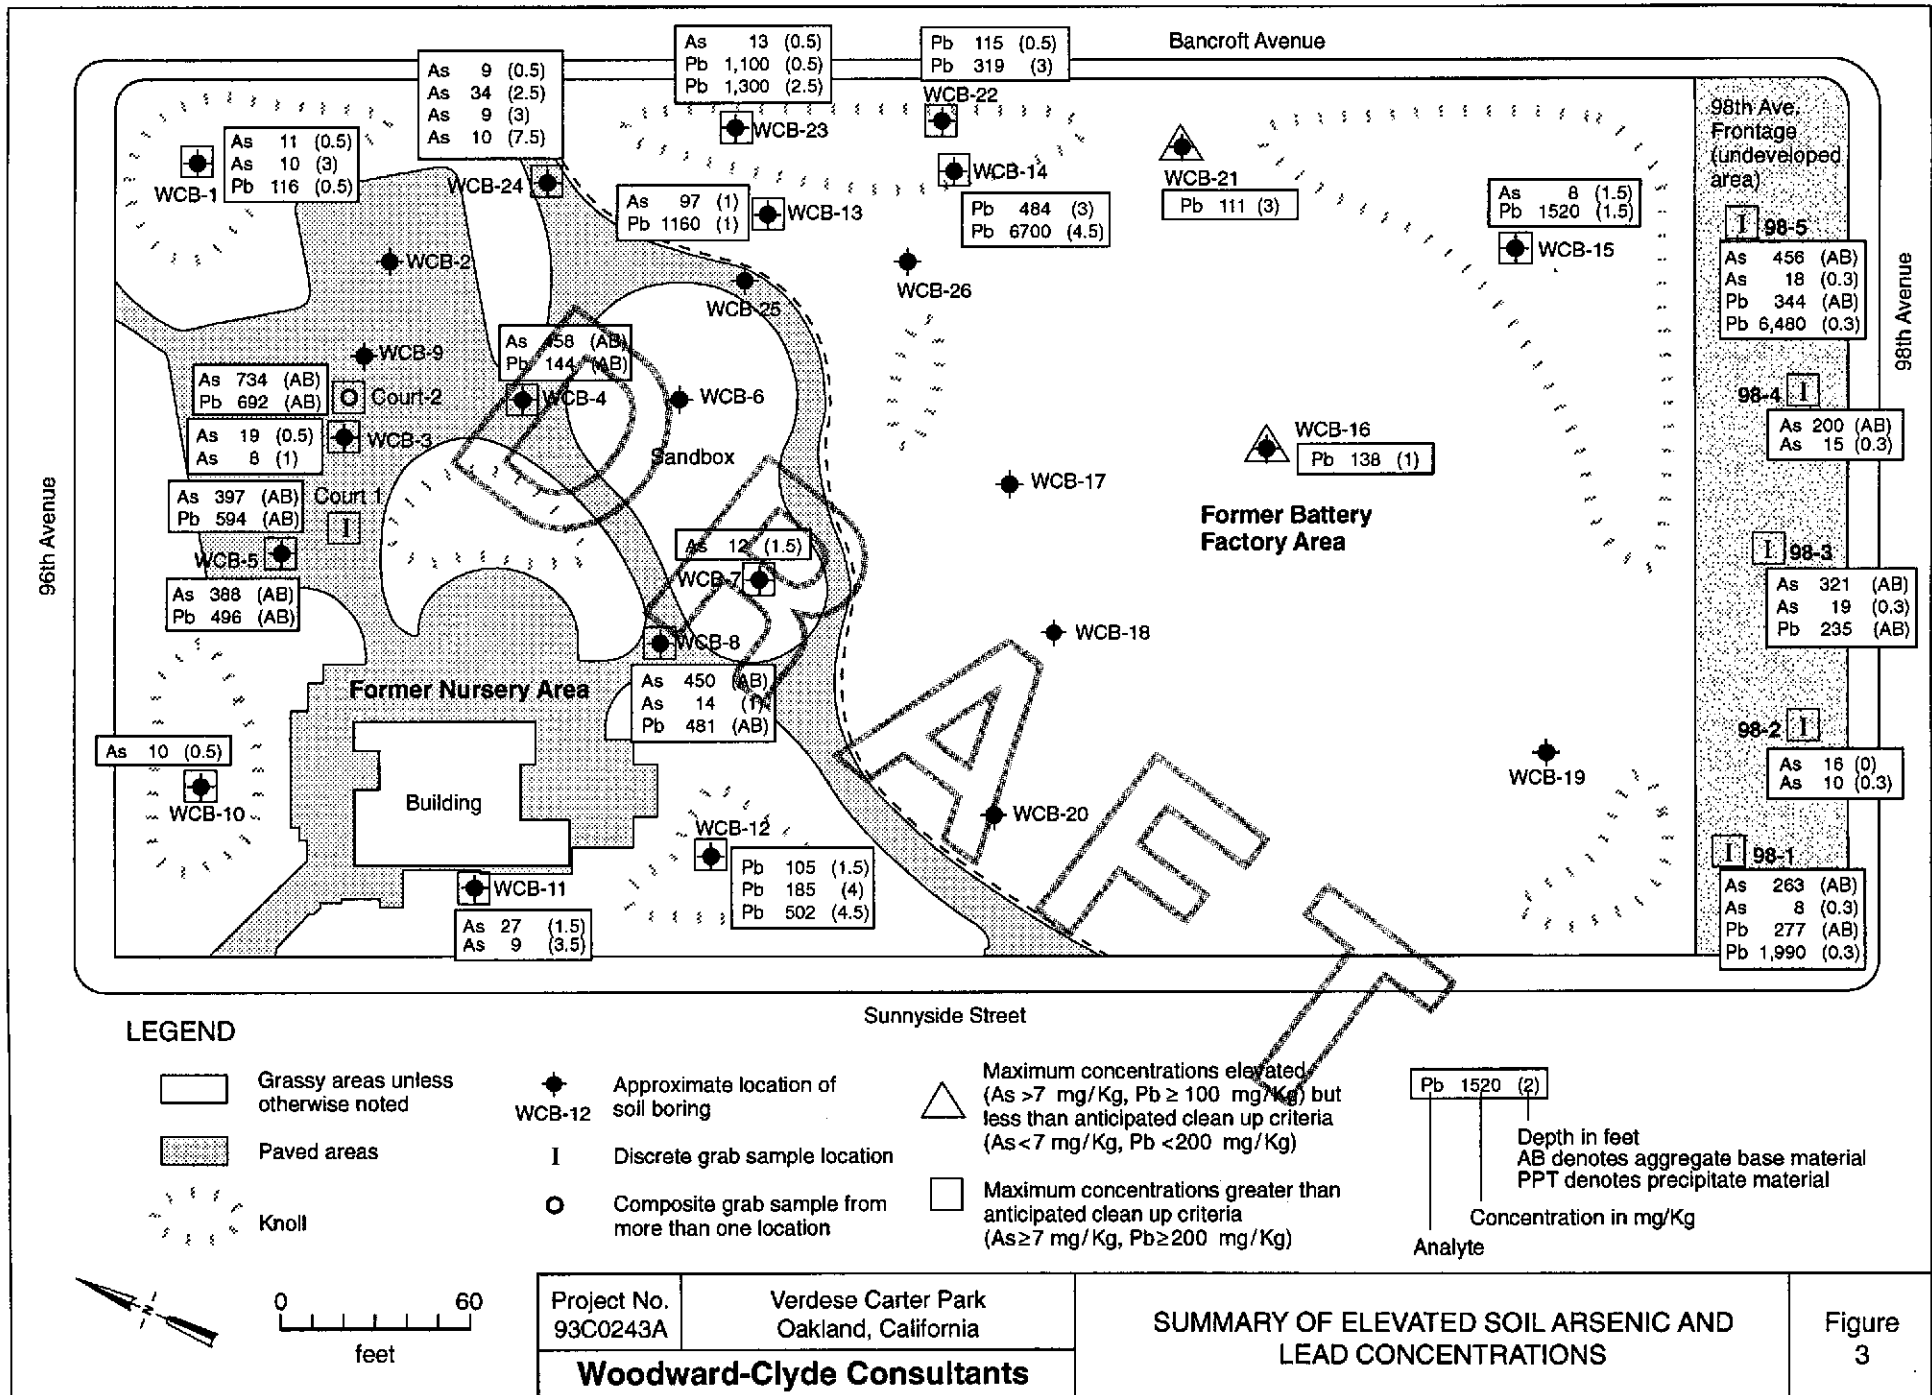 Bancroft Avenue
As 9 (0.5)
As 34 (2.5)
As 9 (3)
As 10 (7.5)
WCB-24
As 13 (0.5)
Pb 1,100 (0.5)
Pb 1,300 (2.5)
WCB-23
Pb 115 (0.5)
Pb 319 (3)
WCB-22
As 11 (0.5)
As 10 (3)
Pb 116 (0.5)
WCB-1
WCB-14
Pb 484 (3)
Pb 6700 (4.5)
WCB-21
Pb 111 (3)
As 97 (1)
Pb 1160 (1)
WCB-13
As 8 (1.5)
Pb 1520 (1.5)
WCB-15
98th Ave.
Frontage
(undeveloped
area)
I 98-5
As 456 (AB)
As 18 (0.3)
Pb 344 (AB)
Pb 6,480 (0.3)
98th Avenue
WCB-2
WCB-25
WCB-26
WCB-9
As 458 (AB)
Pb 144 (AB)
WCB-4
As 734 (AB)
Pb 692 (AB)
Court-2
WCB-6
98-4 I
As 200 (AB)
As 15 (0.3)
As 19 (0.5)
As 8 (1)
WCB-3
Sandbox
WCB-16
Pb 138 (1)
WCB-17
As 397 (AB)
Pb 594 (AB)
Court 1
I
Former Battery
Factory Area
96th Avenue
WCB-5
As 388 (AB)
Pb 496 (AB)
As 12 (1.5)
WCB-7
I 98-3
As 321 (AB)
As 19 (0.3)
Pb 235 (AB)
WCB-8
As 450 (AB)
As 14 (1)
Pb 481 (AB)
WCB-18
Former Nursery Area
98-2 I
As 16 (0)
As 10 (0.3)
As 10 (0.5)
WCB-10
Building
WCB-19
WCB-20
WCB-12
Pb 105 (1.5)
Pb 185 (4)
Pb 502 (4.5)
I 98-1
As 263 (AB)
As 8 (0.3)
Pb 277 (AB)
Pb 1,990 (0.3)
WCB-11
As 27 (1.5)
As 9 (3.5)
DRAFT
Sunnyside Street
LEGEND
Grassy areas unless
otherwise noted
Paved areas
Knoll
WCB-12
Approximate location of
soil boring
I Discrete grab sample location
Composite grab sample from
more than one location
Maximum concentrations elevated
(As >7 mg/Kg, Pb ≥ 100 mg/Kg) but
less than anticipated clean up criteria
(As<7 mg/Kg, Pb <200 mg/Kg)
Maximum concentrations greater than
anticipated clean up criteria
(As≥7 mg/Kg, Pb≥200 mg/Kg)
Pb 1520 (2)
Depth in feet
AB denotes aggregate base material
PPT denotes precipitate material
Concentration in mg/Kg
Analyte
N
0 60
feet
Project No.
93C0243A
Verdese Carter Park
Oakland, California
Woodward-Clyde Consultants
SUMMARY OF ELEVATED SOIL ARSENIC AND
LEAD CONCENTRATIONS
Figure
3